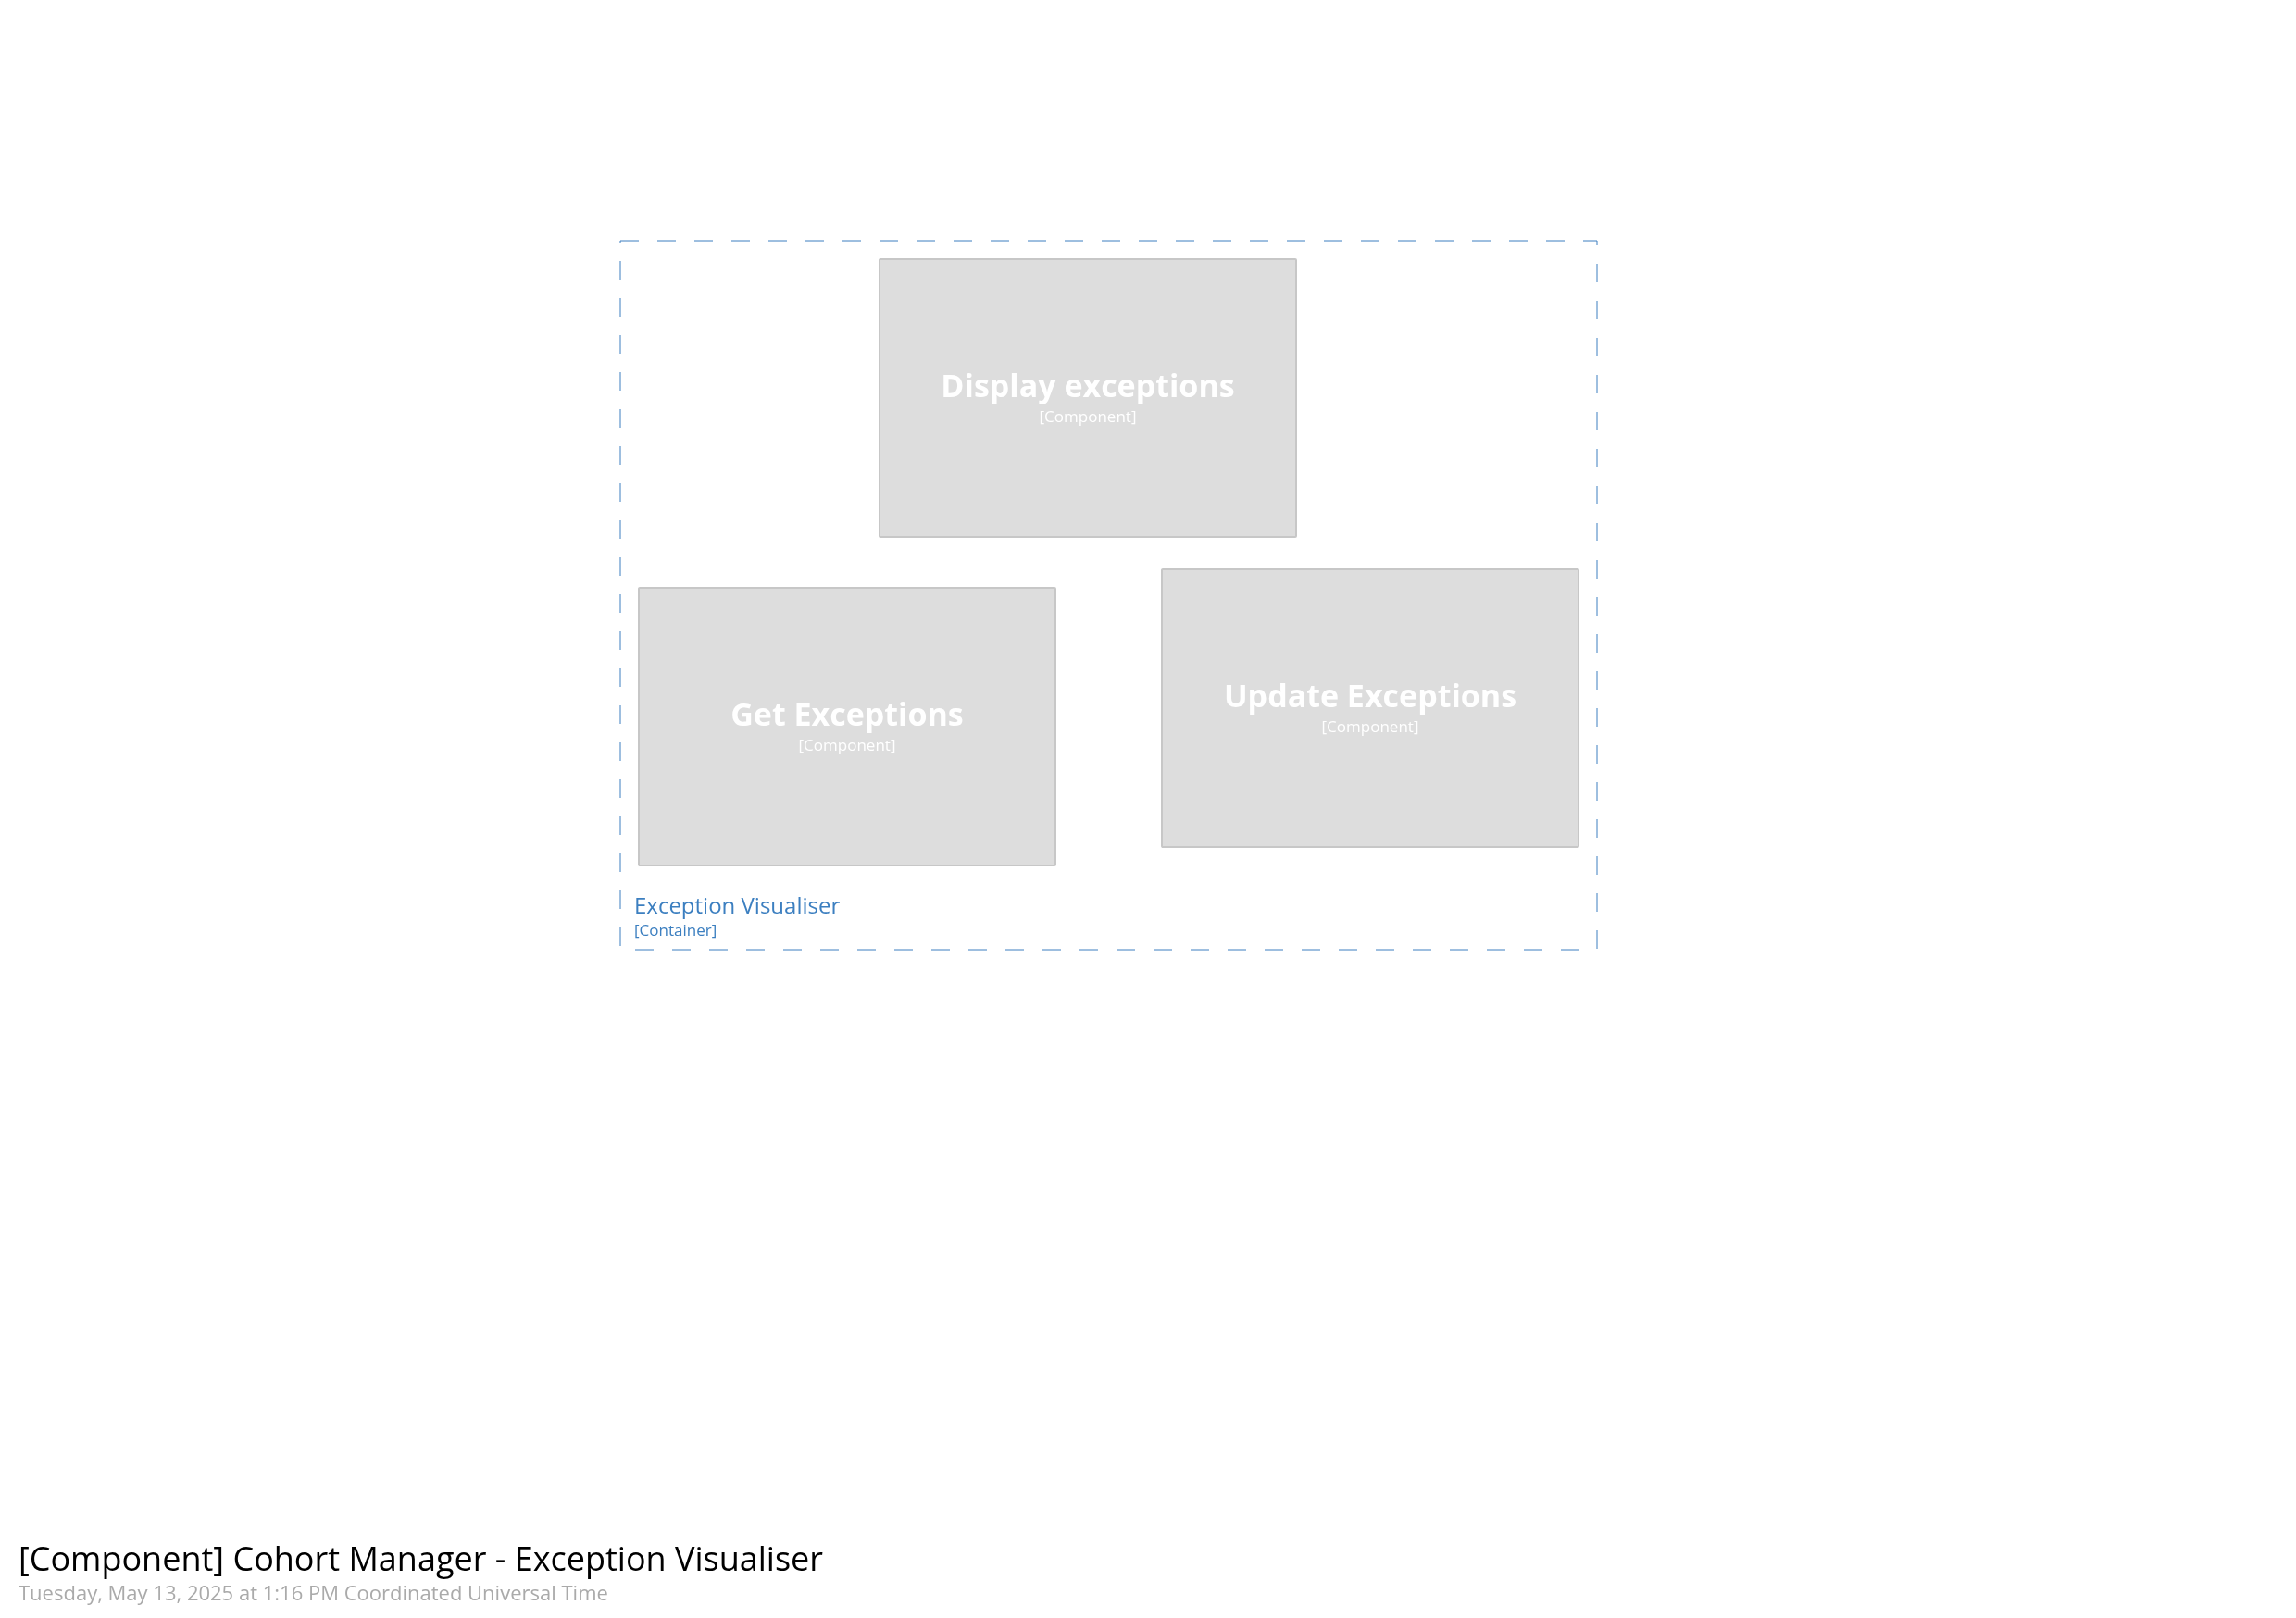 Display exceptions
[Component]
Get Exceptions
[Component]
Update Exceptions
[Component]
Exception Visualiser
[Container]
[Component] Cohort Manager - Exception Visualiser
Tuesday, May 13, 2025 at 1:16 PM Coordinated Universal Time